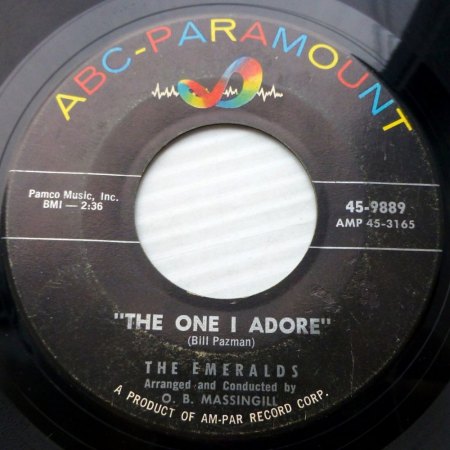 ABC-PARAMOUNT
Pamco Music, Inc.
BMI — 2:36
45-9889
AMP 45-3165
"THE ONE I ADORE"
(Bill Pazman)
THE EMERALDS
Arranged and Conducted by
O. B. MASSINGILL
A PRODUCT OF AM-PAR RECORD CORP.